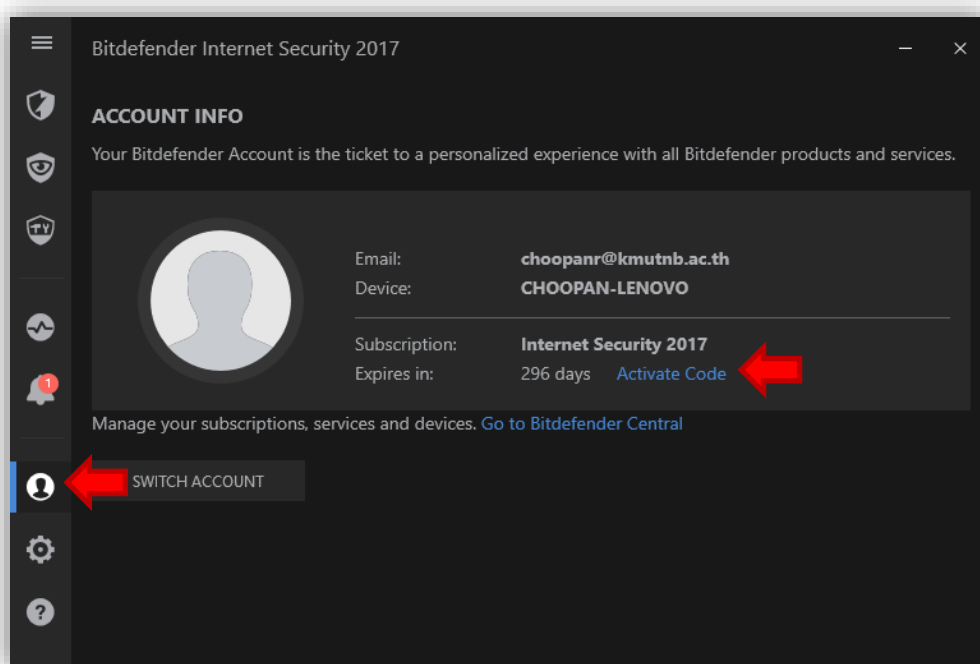 Bitdefender Internet Security 2017
ACCOUNT INFO
Your Bitdefender Account is the ticket to a personalized experience with all Bitdefender products and services.
Email: choopanr@kmutnb.ac.th
Device: CHOOPAN-LENOVO
Subscription: Internet Security 2017
Expires in: 296 days Activate Code
1
Manage your subscriptions, services and devices. Go to Bitdefender Central
SWITCH ACCOUNT
?